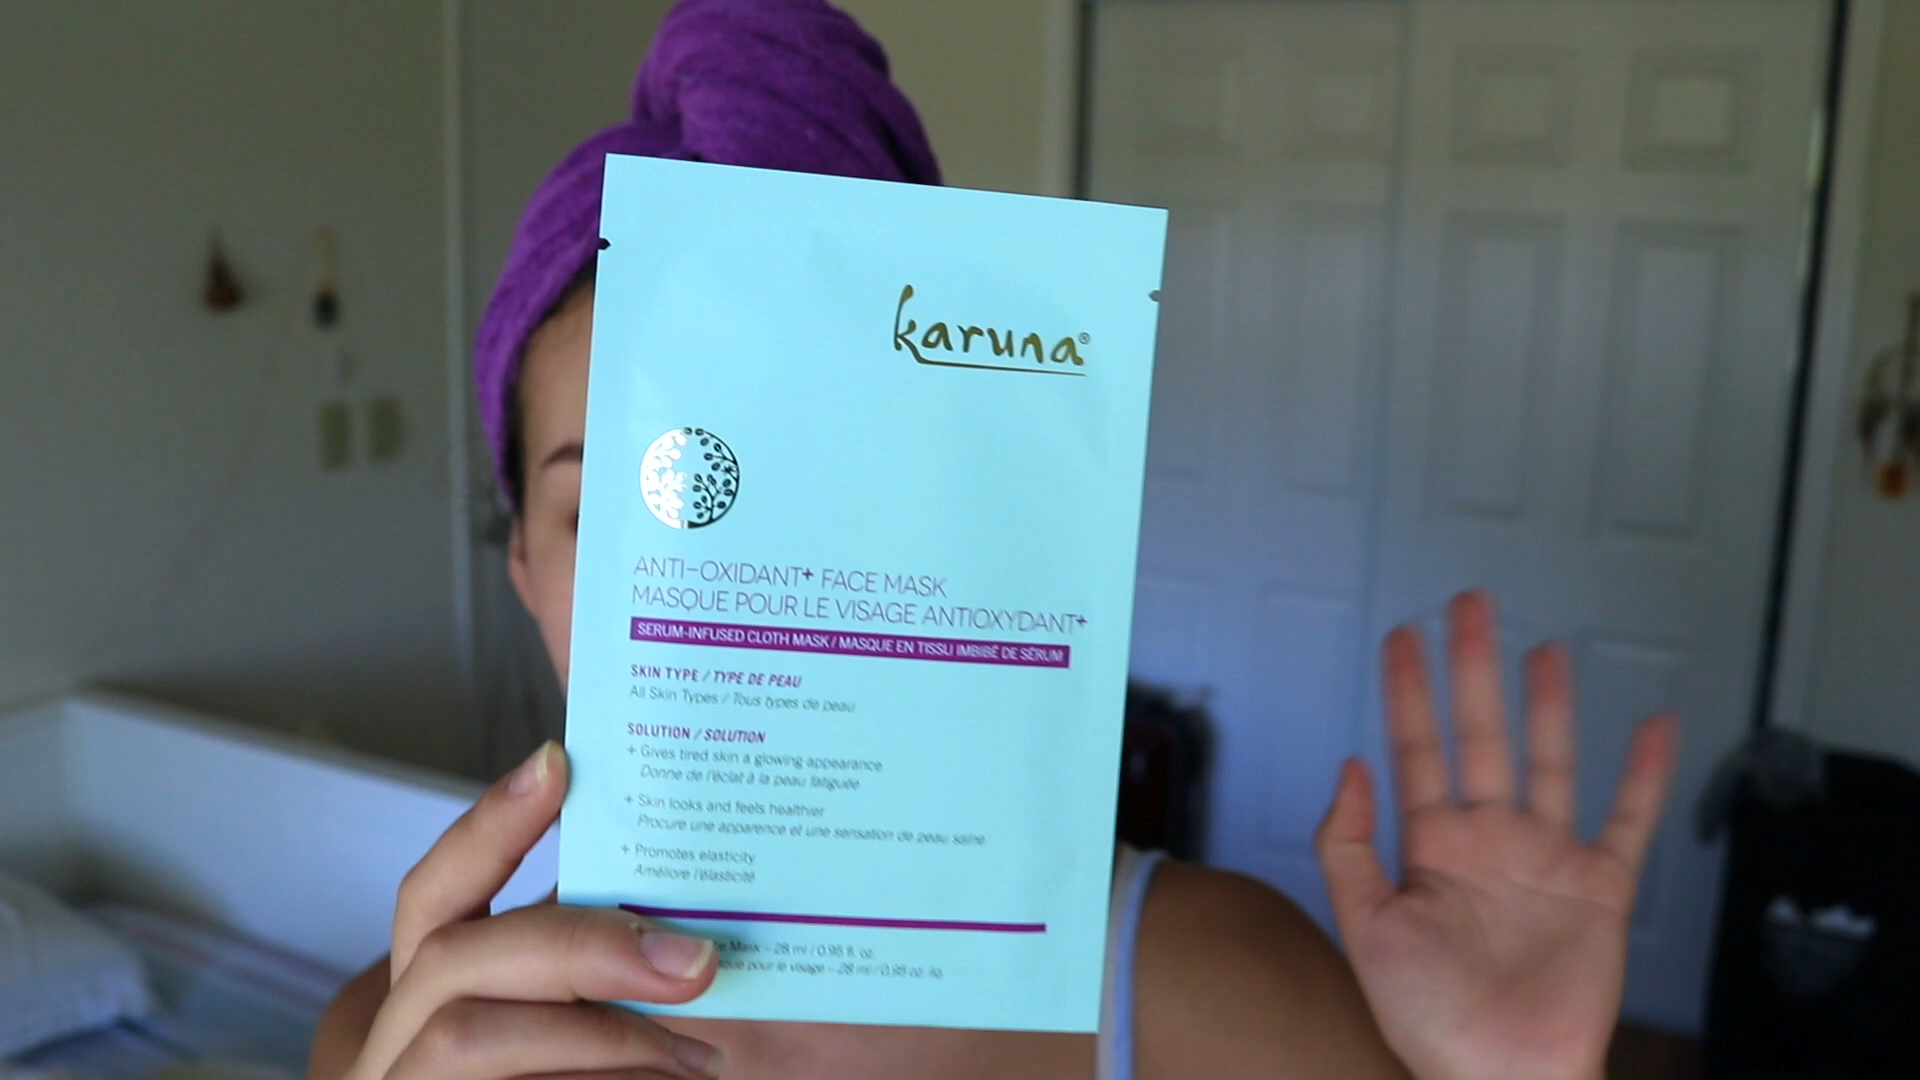 karuna®
ANTI-OXIDANT+ FACE MASK
MASQUE POUR LE VISAGE ANTIOXYDANT+
SERUM-INFUSED CLOTH MASK / MASQUE EN TISSU IMBIBÉ DE SÉRUM
SKIN TYPE / TYPE DE PEAU
All Skin Types / Tous types de peau
SOLUTION / SOLUTION
+ Gives tired skin a glowing appearance
Donne de l'éclat à la peau fatiguée
+ Skin looks and feels healthier
Procure une apparence et une sensation de peau saine
+ Promotes elasticity
Améliore l'élasticité
Mask – 28 ml / 0.95 fl. oz.
pour le visage – 28 ml / 0.95 oz. liq.